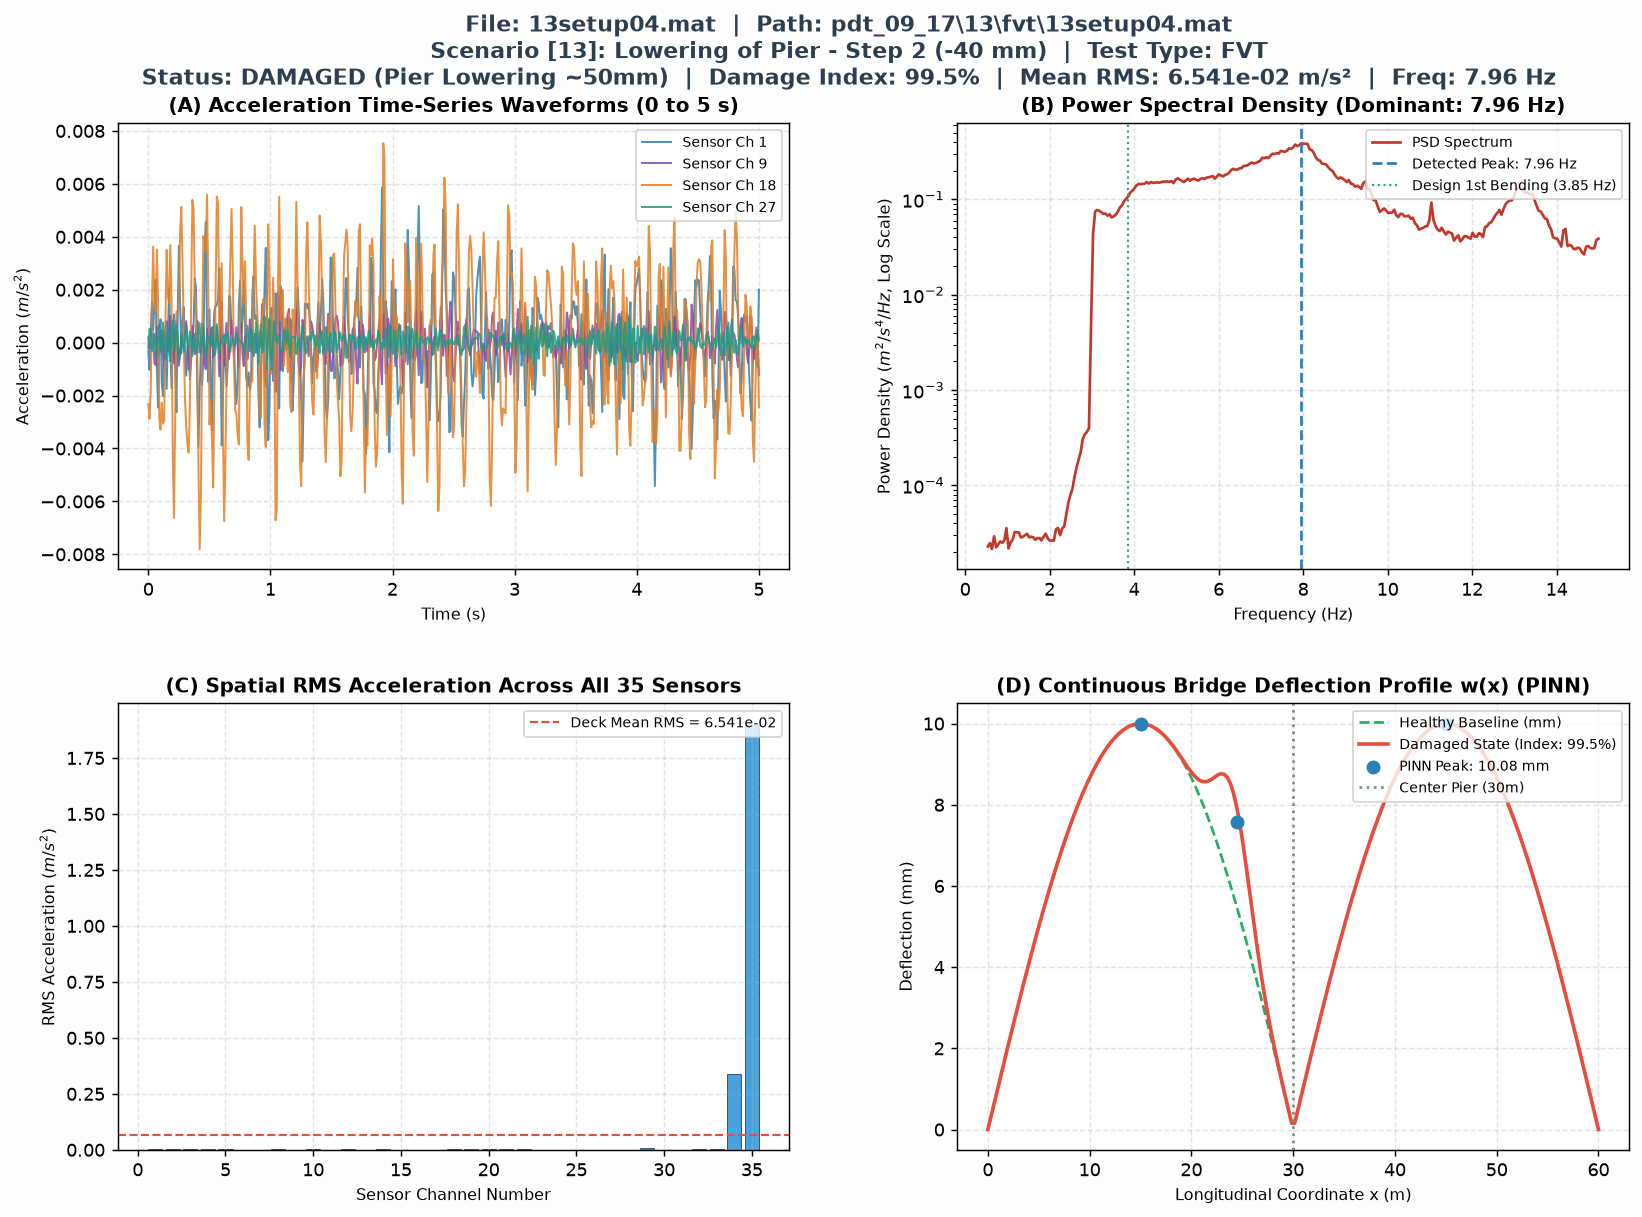 File: 13setup04.mat  |  Path: pdt_09_17\13\fvt\13setup04.mat
Scenario [13]: Lowering of Pier - Step 2 (-40 mm)  |  Test Type: FVT
Status: DAMAGED (Pier Lowering ~50mm)  |  Damage Index: 99.5%  |  Mean RMS: 6.541e-02 m/s²  |  Freq: 7.96 Hz
(A) Acceleration Time-Series Waveforms (0 to 5 s)
Sensor Ch 1
Sensor Ch 9
Sensor Ch 18
Sensor Ch 27
0.008
0.006
0.004
0.002
0.000
−0.002
−0.004
−0.006
−0.008
Acceleration (m/s²)
0 1 2 3 4 5
Time (s)
(B) Power Spectral Density (Dominant: 7.96 Hz)
PSD Spectrum
Detected Peak: 7.96 Hz
Design 1st Bending (3.85 Hz)
10⁻¹
10⁻²
10⁻³
10⁻⁴
Power Density (m²/s⁴/Hz, Log Scale)
0 2 4 6 8 10 12 14
Frequency (Hz)
(C) Spatial RMS Acceleration Across All 35 Sensors
Deck Mean RMS = 6.541e-02
1.75
1.50
1.25
1.00
0.75
0.50
0.25
0.00
RMS Acceleration (m/s²)
0 5 10 15 20 25 30 35
Sensor Channel Number
(D) Continuous Bridge Deflection Profile w(x) (PINN)
Healthy Baseline (mm)
Damaged State (Index: 99.5%)
PINN Peak: 10.08 mm
Center Pier (30m)
10
8
6
4
2
0
Deflection (mm)
0 10 20 30 40 50 60
Longitudinal Coordinate x (m)